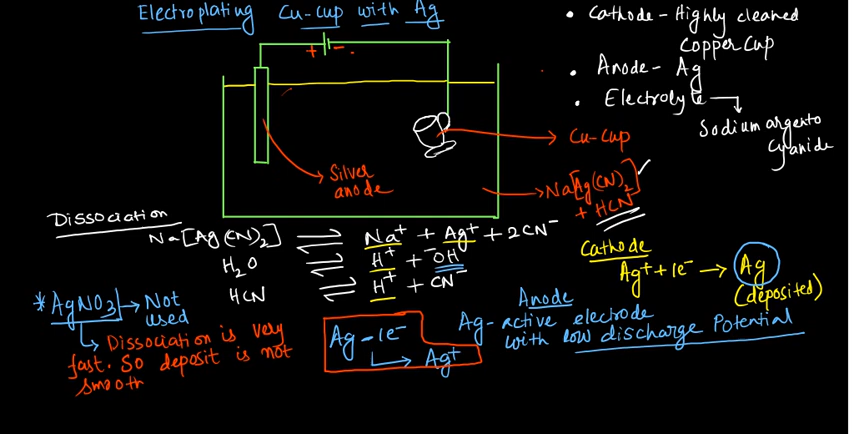 Electroplating Cu-cup with Ag
• Cathode - Highly cleaned
Copper Cup
• Anode - Ag
• Electrolyte →
Sodium argento
cyanide
+ -
→ Cu-cup
→ Silver
anode
→ Na[Ag(CN)₂] ✓
+ HCN
Dissociation
Na[Ag(CN)₂] ⇌ Na⁺ + Ag⁺ + 2CN⁻
H₂O ⇌ H⁺ + ⁻OH
HCN ⇌ H⁺ + CN⁻
Cathode
Ag⁺ + 1e⁻ → Ag
(deposited)
* AgNO₃ → Not
used
↳ Dissociation is very
fast. So deposit is not
smooth
Ag - 1e⁻
↳ Ag⁺
Anode
Ag - active electrode
with low discharge Potential